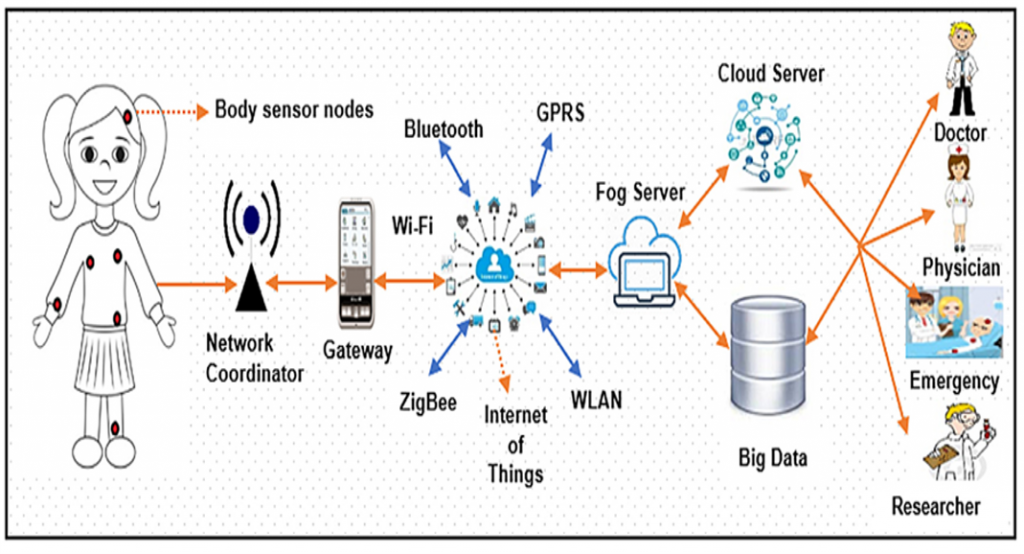 Body sensor nodes
Network
Coordinator
Gateway
Wi-Fi
Bluetooth
GPRS
ZigBee
Internet
of
Things
WLAN
Fog Server
Cloud Server
Big Data
Doctor
Physician
Emergency
Researcher